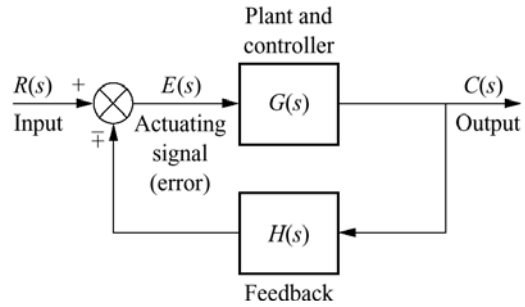 Plant and
controller
R(s) +
E(s)
G(s)
C(s)
Input
∓
Actuating
signal
(error)
Output
H(s)
Feedback